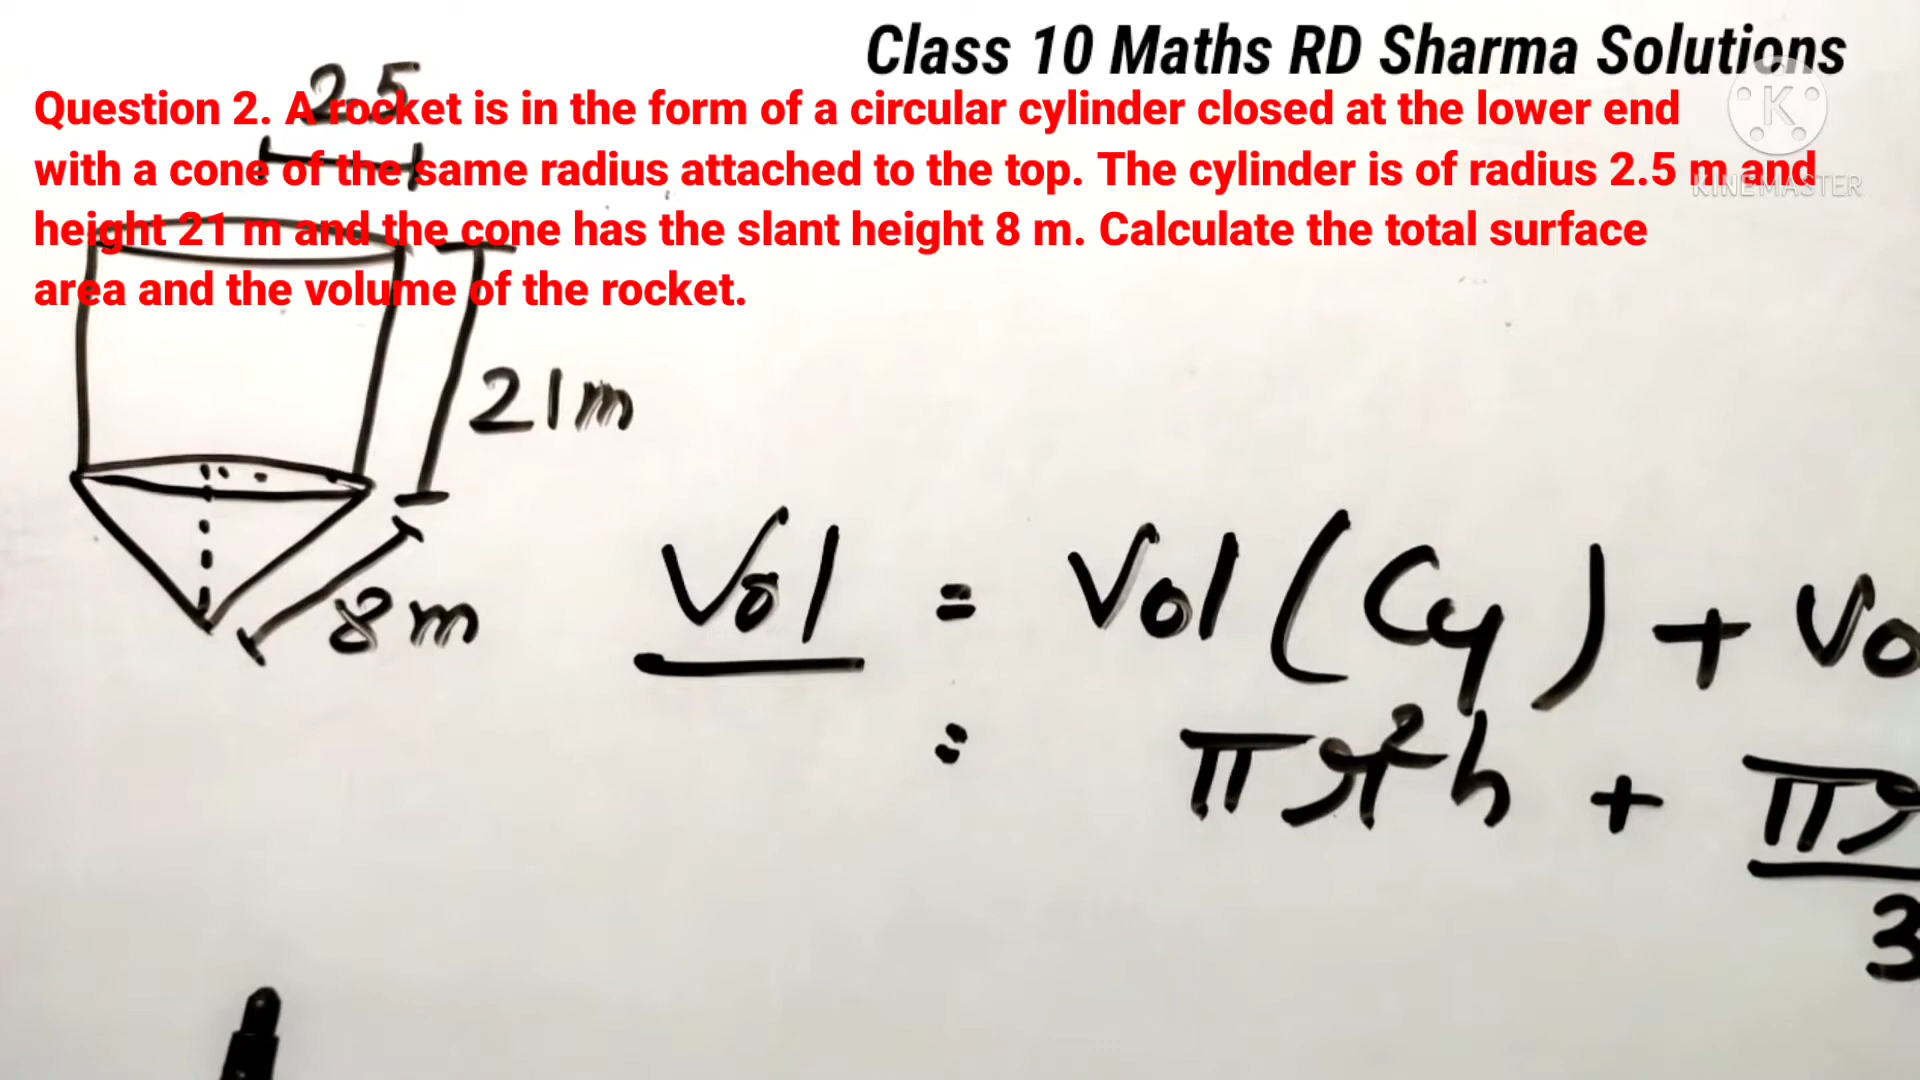 Class 10 Maths RD Sharma Solutions
2.5
Question 2. A rocket is in the form of a circular cylinder closed at the lower end
with a cone of the same radius attached to the top. The cylinder is of radius 2.5 m and
height 21 m and the cone has the slant height 8 m. Calculate the total surface
area and the volume of the rocket.
K
KINEMASTER
21m
8m
Vol = Vol (Cy) + Vo
= πr²h + πr
3